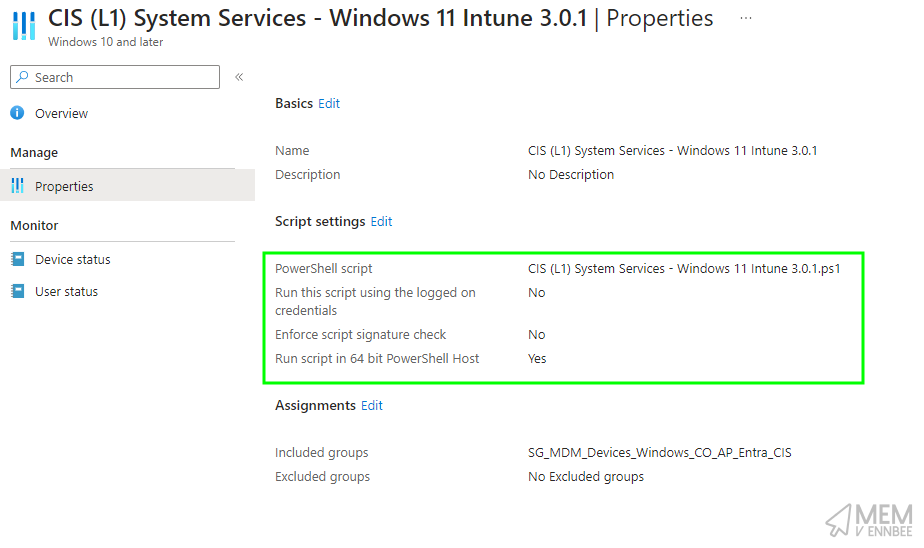 CIS (L1) System Services - Windows 11 Intune 3.0.1 | Properties ...
Windows 10 and later
Search «
Overview
Manage
Properties
Monitor
Device status
User status
Basics Edit
Name CIS (L1) System Services - Windows 11 Intune 3.0.1
Description No Description
Script settings Edit
PowerShell script CIS (L1) System Services - Windows 11 Intune 3.0.1.ps1
Run this script using the logged on No
credentials
Enforce script signature check No
Run script in 64 bit PowerShell Host Yes
Assignments Edit
Included groups SG_MDM_Devices_Windows_CO_AP_Entra_CIS
Excluded groups No Excluded groups
MEM
V ENNBEE